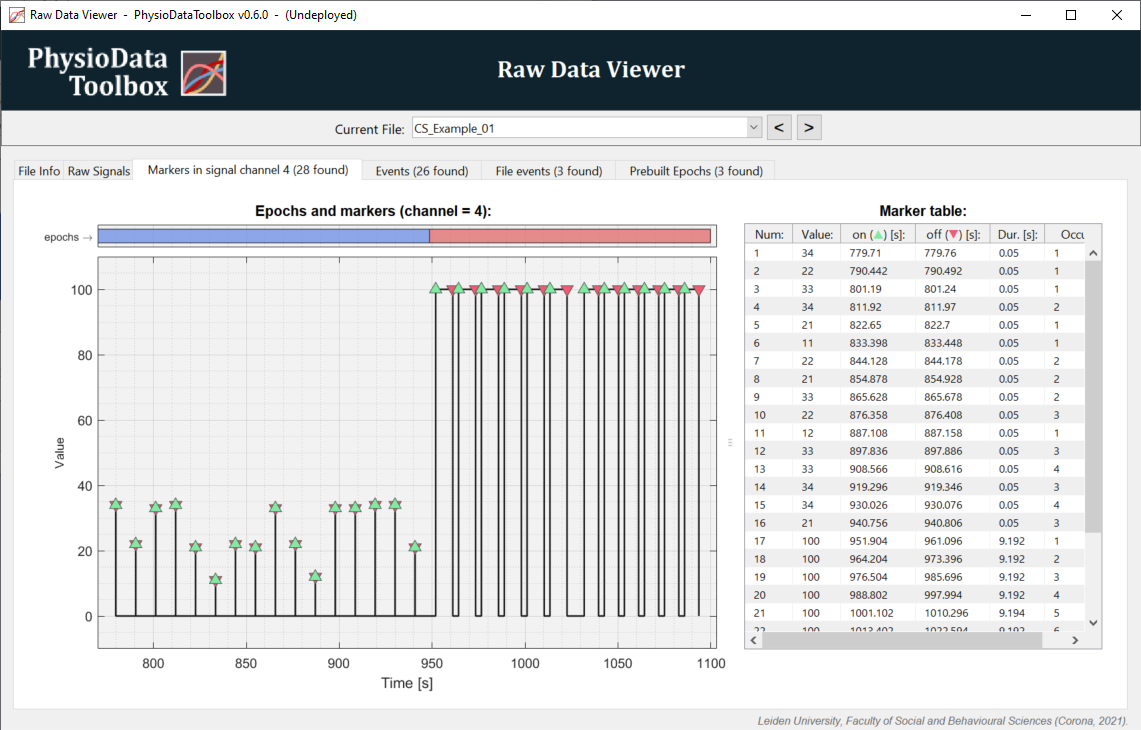 Raw Data Viewer - PhysioDataToolbox v0.6.0 - (Undeployed)
PhysioData
Toolbox
Raw Data Viewer
Current File: CS_Example_01 < >
File Info Raw Signals Markers in signal channel 4 (28 found) Events (26 found) File events (3 found) Prebuilt Epochs (3 found)
Epochs and markers (channel = 4):
epochs →
100
80
60
40
20
0
Value
800 850 900 950 1000 1050 1100
Time [s]
Marker table:
Num: Value: on (▲) [s]: off (▼) [s]: Dur. [s]: Occu
1 34 779.71 779.76 0.05 1
2 22 790.442 790.492 0.05 1
3 33 801.19 801.24 0.05 1
4 34 811.92 811.97 0.05 2
5 21 822.65 822.7 0.05 1
6 11 833.398 833.448 0.05 1
7 22 844.128 844.178 0.05 2
8 21 854.878 854.928 0.05 2
9 33 865.628 865.678 0.05 2
10 22 876.358 876.408 0.05 3
11 12 887.108 887.158 0.05 1
12 33 897.836 897.886 0.05 3
13 33 908.566 908.616 0.05 4
14 34 919.296 919.346 0.05 3
15 34 930.026 930.076 0.05 4
16 21 940.756 940.806 0.05 3
17 100 951.904 961.096 9.192 1
18 100 964.204 973.396 9.192 2
19 100 976.504 985.696 9.192 3
20 100 988.802 997.994 9.192 4
21 100 1001.102 1010.296 9.194 5
22 100 1013.402 1022.594 9.192 6
Leiden University, Faculty of Social and Behavioural Sciences (Corona, 2021).